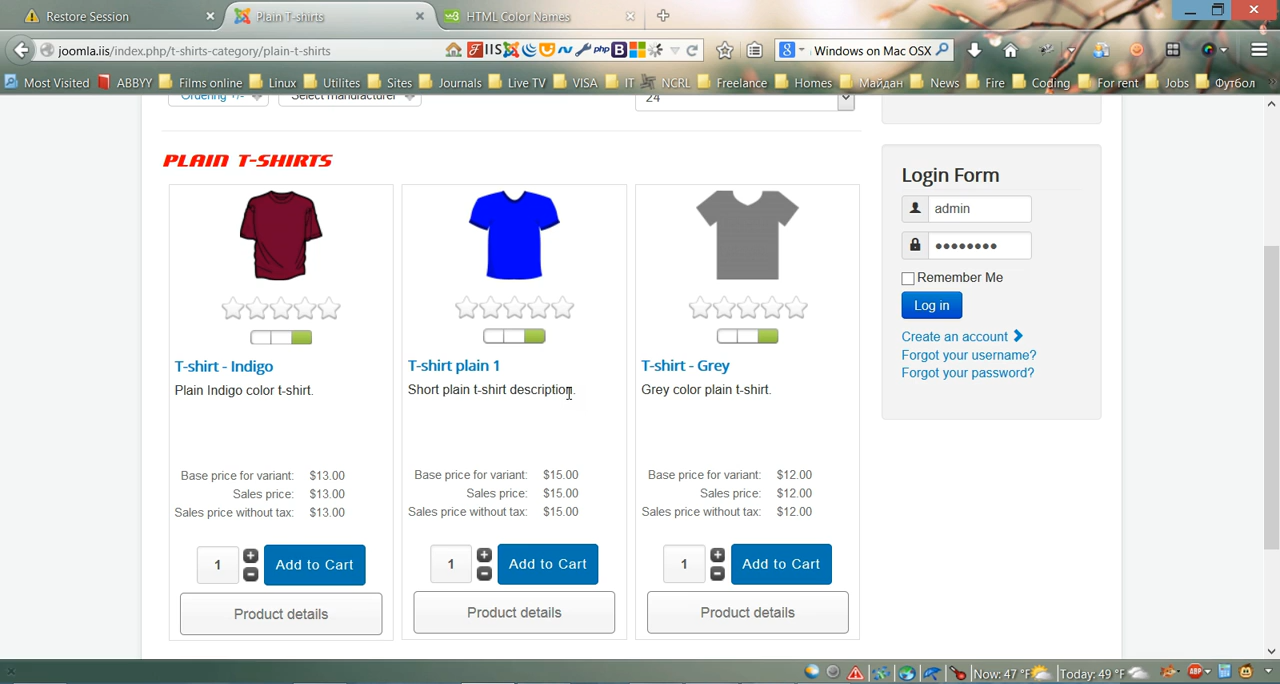 Restore Session
Plain T-shirts
HTML Color Names
joomla.iis/index.php/t-shirts-category/plain-t-shirts
IIS
php
B
Windows on Mac OSX
Most Visited
ABBYY
Films online
Linux
Utilites
Sites
Journals
Live TV
VISA
IT
NCRL
Freelance
Homes
Майдан
News
Fire
Coding
For rent
Jobs
Футбол
Ordering +/-
Select manufacturer
24
PLAIN T-SHIRTS
T-shirt - Indigo
Plain Indigo color t-shirt.
Base price for variant: $13.00
Sales price: $13.00
Sales price without tax: $13.00
1
Add to Cart
Product details
T-shirt plain 1
Short plain t-shirt description.
Base price for variant: $15.00
Sales price: $15.00
Sales price without tax: $15.00
1
Add to Cart
Product details
T-shirt - Grey
Grey color plain t-shirt.
Base price for variant: $12.00
Sales price: $12.00
Sales price without tax: $12.00
1
Add to Cart
Product details
Login Form
admin
Remember Me
Log in
Create an account
Forgot your username?
Forgot your password?
ABP
Now: 47 °F
Today: 49 °F